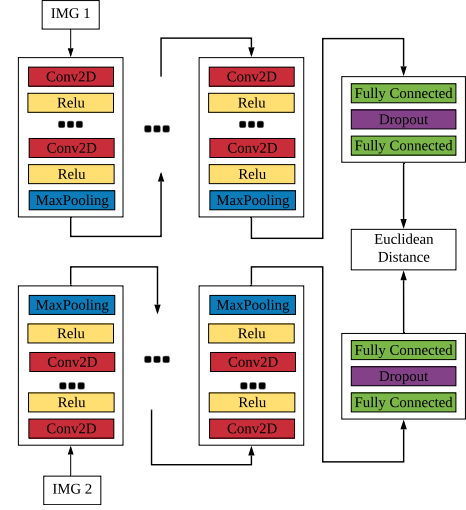 IMG 1
Conv2D
Relu
Conv2D
Relu
MaxPooling
Conv2D
Relu
Conv2D
Relu
MaxPooling
Fully Connected
Dropout
Fully Connected
Euclidean
Distance
MaxPooling
Relu
Conv2D
Relu
Conv2D
MaxPooling
Relu
Conv2D
Relu
Conv2D
Fully Connected
Dropout
Fully Connected
IMG 2